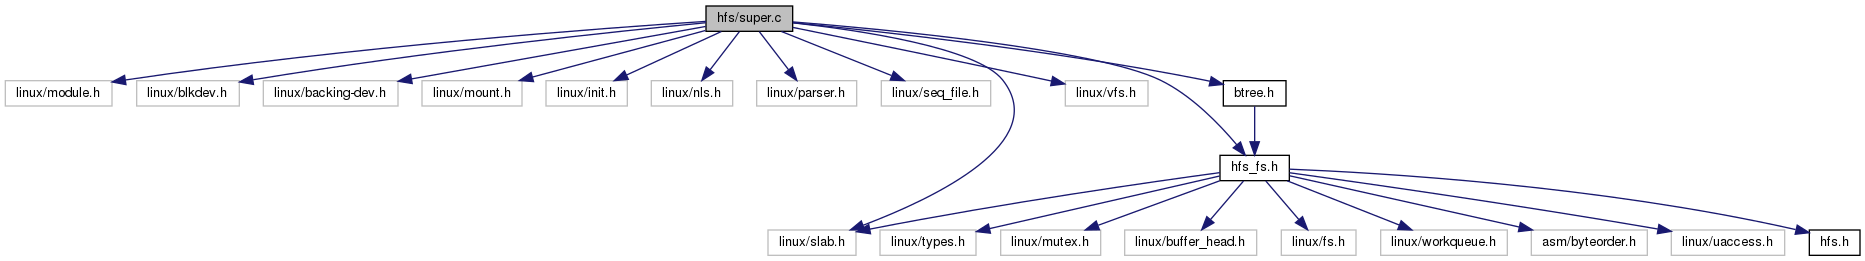 hfs/super.c
linux/module.h
linux/blkdev.h
linux/backing-dev.h
linux/mount.h
linux/init.h
linux/nls.h
linux/parser.h
linux/seq_file.h
linux/vfs.h
btree.h
hfs_fs.h
linux/slab.h
linux/types.h
linux/mutex.h
linux/buffer_head.h
linux/fs.h
linux/workqueue.h
asm/byteorder.h
linux/uaccess.h
hfs.h